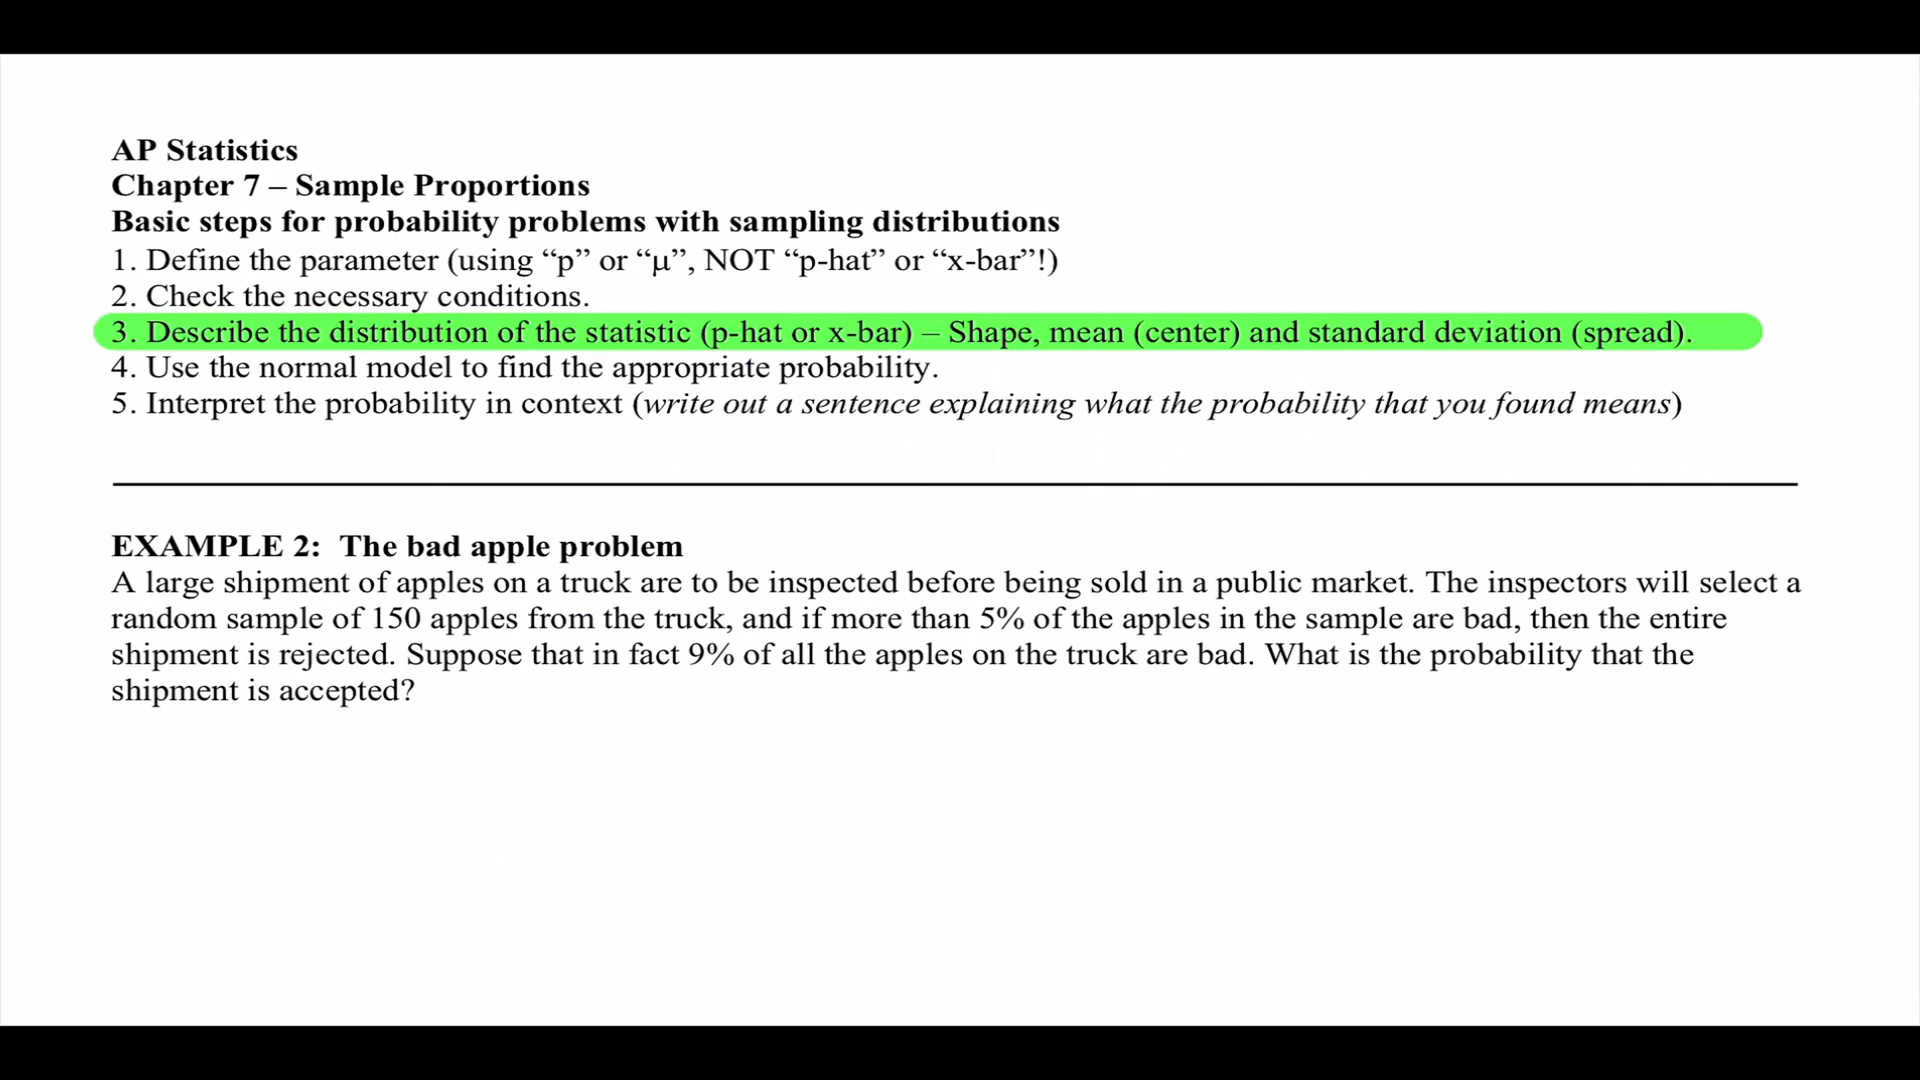 AP Statistics
Chapter 7 – Sample Proportions
Basic steps for probability problems with sampling distributions
1. Define the parameter (using “p” or “μ”, NOT “p-hat” or “x-bar”!)
2. Check the necessary conditions.
3. Describe the distribution of the statistic (p-hat or x-bar) – Shape, mean (center) and standard deviation (spread).
4. Use the normal model to find the appropriate probability.
5. Interpret the probability in context (write out a sentence explaining what the probability that you found means)
EXAMPLE 2:  The bad apple problem
A large shipment of apples on a truck are to be inspected before being sold in a public market. The inspectors will select a
random sample of 150 apples from the truck, and if more than 5% of the apples in the sample are bad, then the entire
shipment is rejected. Suppose that in fact 9% of all the apples on the truck are bad. What is the probability that the
shipment is accepted?